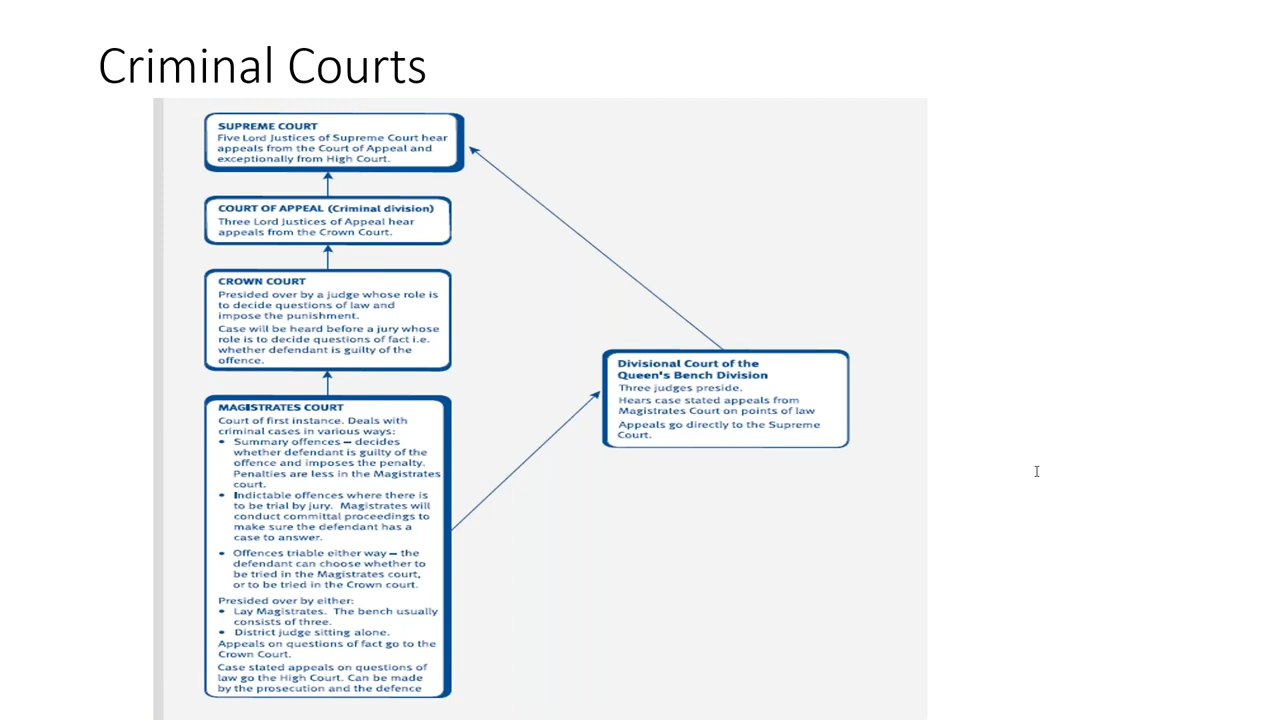 Criminal Courts
SUPREME COURT
Five Lord Justices of Supreme Court hear
appeals from the Court of Appeal and
exceptionally from High Court.
COURT OF APPEAL (Criminal division)
Three Lord Justices of Appeal hear
appeals from the Crown Court.
CROWN COURT
Presided over by a judge whose role is
to decide questions of law and
impose the punishment.
Case will be heard before a jury whose
role is to decide questions of fact i.e.
whether defendant is guilty of the
offence.
MAGISTRATES COURT
Court of first instance. Deals with
criminal cases in various ways:
• Summary offences – decides
whether defendant is guilty of the
offence and imposes the penalty.
Penalties are less in the Magistrates
court.
• Indictable offences where there is
to be trial by jury. Magistrates will
conduct committal proceedings to
make sure the defendant has a
case to answer.
• Offences triable either way – the
defendant can choose whether to
be tried in the Magistrates court,
or to be tried in the Crown court.
Presided over by either:
• Lay Magistrates. The bench usually
consists of three.
• District judge sitting alone.
Appeals on questions of fact go to the
Crown Court.
Case stated appeals on questions of
law go the High Court. Can be made
by the prosecution and the defence
Divisional Court of the
Queen's Bench Division
Three judges preside.
Hears case stated appeals from
Magistrates Court on points of law
Appeals go directly to the Supreme
Court.